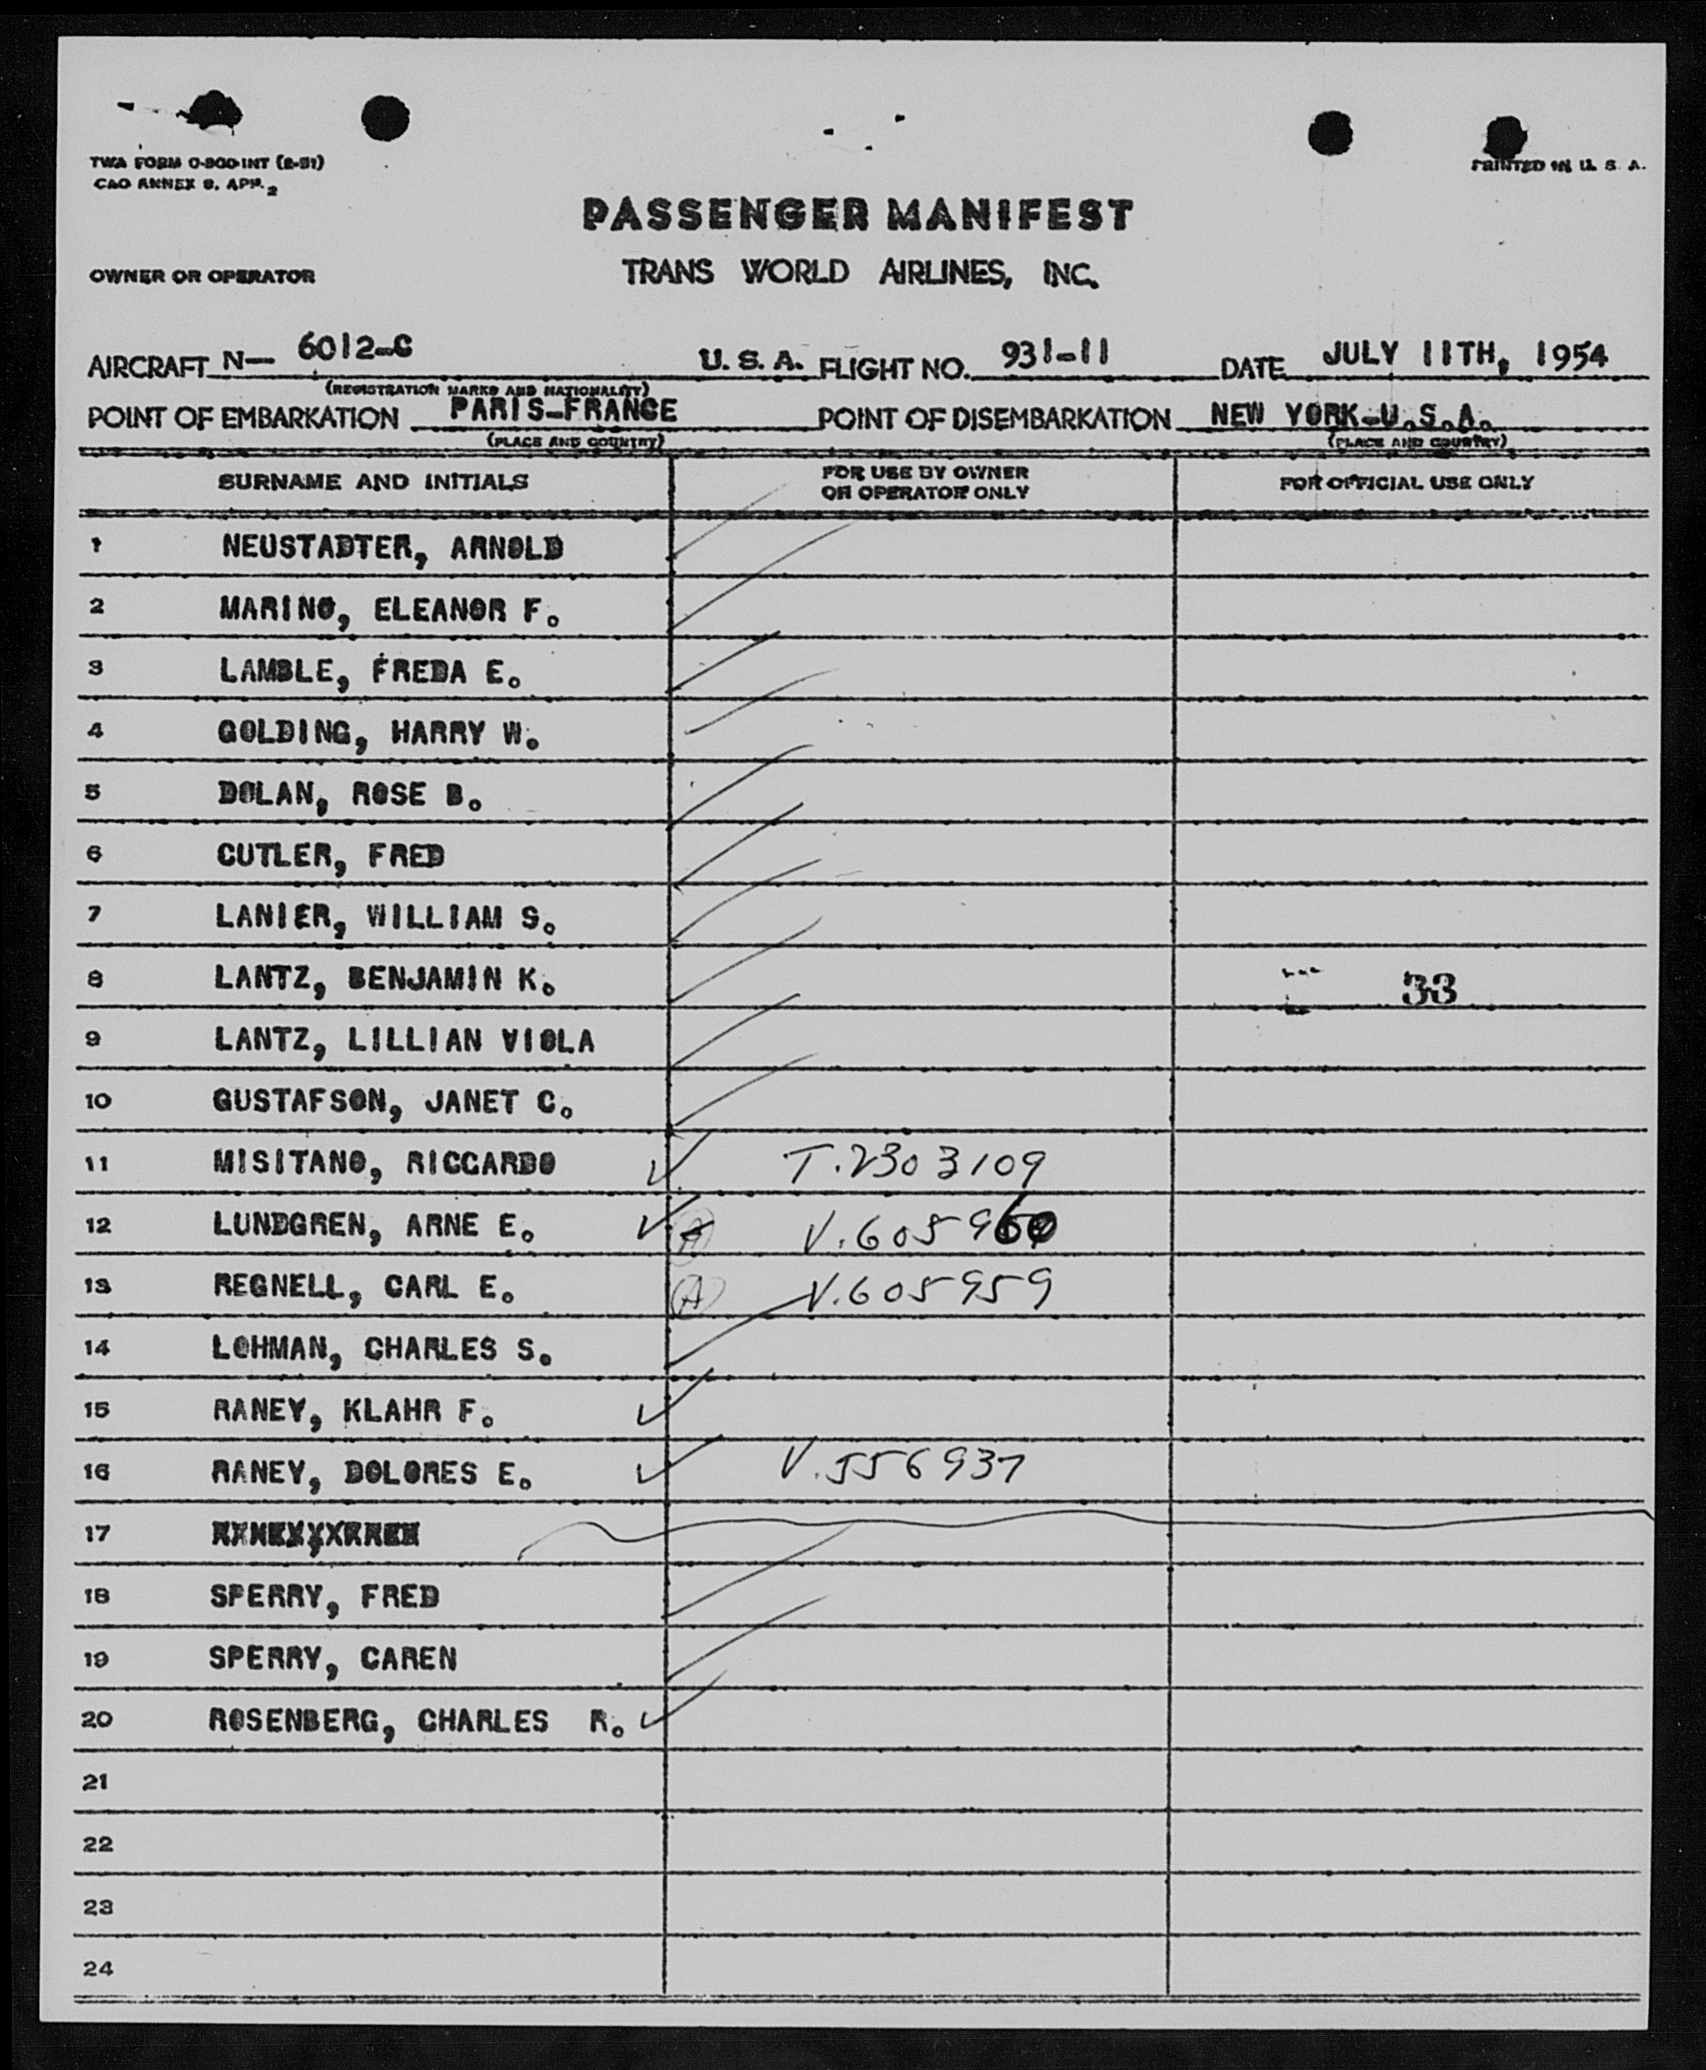 TWA FORM O-800-INT (2-51)
PRINTED IN U. S. A.
CAO ANNEX 9, APP. 2
PASSENGER MANIFEST
OWNER OR OPERATOR TRANS WORLD AIRLINES, INC.
AIRCRAFT N— 6012-C U. S. A. FLIGHT NO. 931-11 DATE JULY 11TH, 1954
(REGISTRATION MARKS AND NATIONALITY)
POINT OF EMBARKATION PARIS-FRANCE POINT OF DISEMBARKATION NEW YORK-U.S.A.
(PLACE AND COUNTRY) (PLACE AND COUNTRY)
SURNAME AND INITIALS FOR USE BY OWNER OR OPERATOR ONLY FOR OFFICIAL USE ONLY
1 NEUSTADTER, ARNOLD
2 MARINO, ELEANOR F.
3 LAMBLE, FREDA E.
4 GOLDING, HARRY W.
5 DOLAN, ROSE B.
6 CUTLER, FRED
7 LANIER, WILLIAM S.
8 LANTZ, BENJAMIN K. 33
9 LANTZ, LILLIAN VIOLA
10 GUSTAFSON, JANET C.
11 MISITANO, RICCARDO T.2303109
12 LUNDGREN, ARNE E. A V.605960
13 REGNELL, CARL E. A V.605959
14 LOHMAN, CHARLES S.
15 RANEY, KLAHR F.
16 RANEY, DOLORES E. V.556937
17
18 SPERRY, FRED
19 SPERRY, CAREN
20 ROSENBERG, CHARLES R.
21
22
23
24